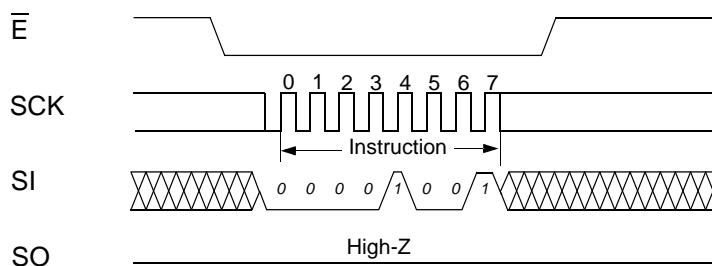 E̅
SCK
0 1 2 3 4 5 6 7
Instruction
SI
0 0 0 0 1 0 0 1
SO
High-Z